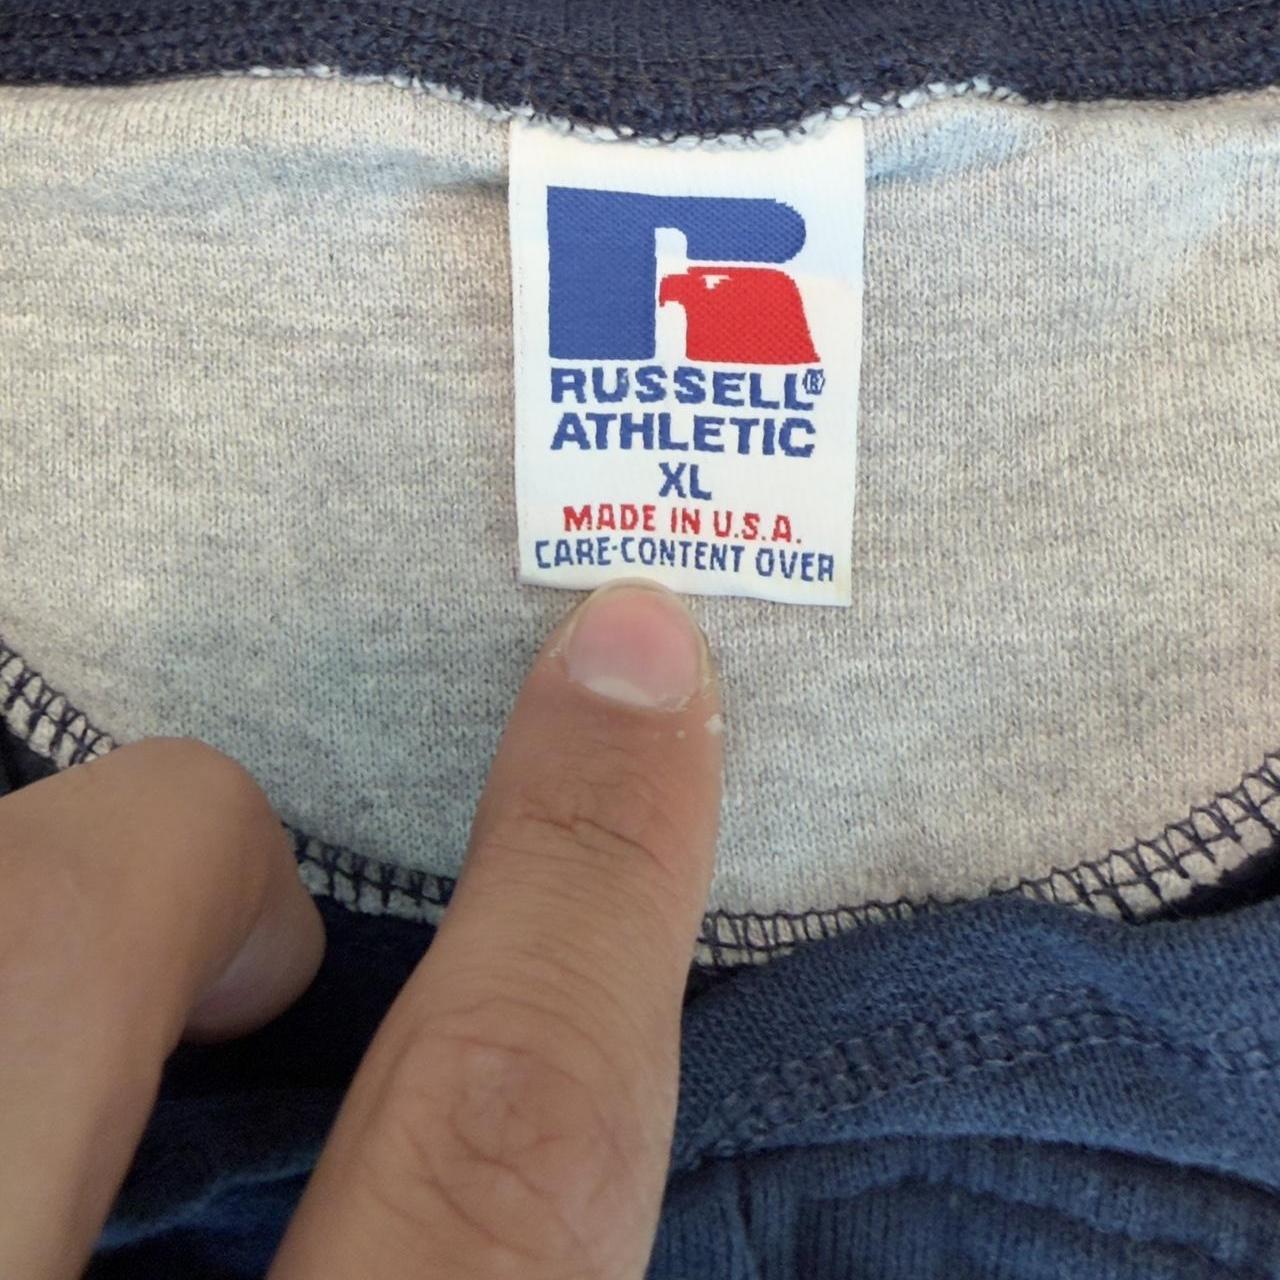 RUSSELL®
ATHLETIC
XL
MADE IN U.S.A.
CARE-CONTENT OVER